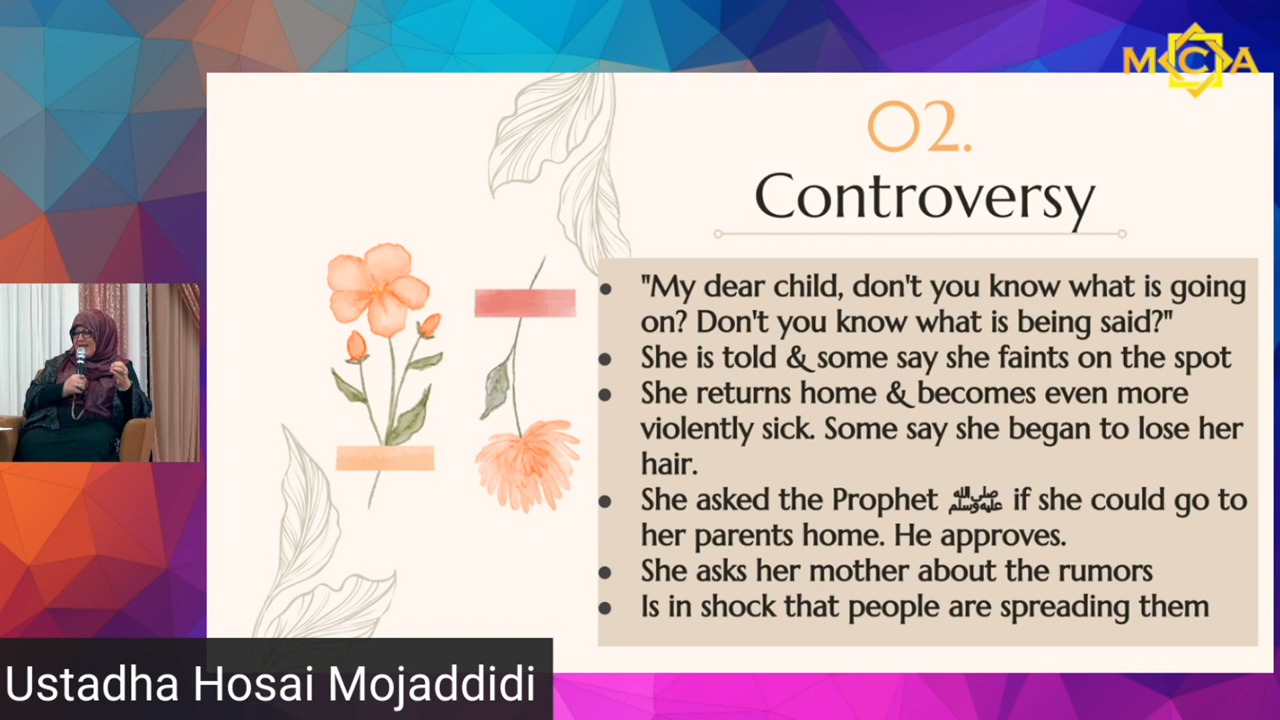 MCA
02.
Controversy
"My dear child, don't you know what is going
on? Don't you know what is being said?"
She is told & some say she faints on the spot
She returns home & becomes even more
violently sick. Some say she began to lose her
hair.
She asked the Prophet ﷺ if she could go to
her parents home. He approves.
She asks her mother about the rumors
Is in shock that people are spreading them
Ustadha Hosai Mojaddidi